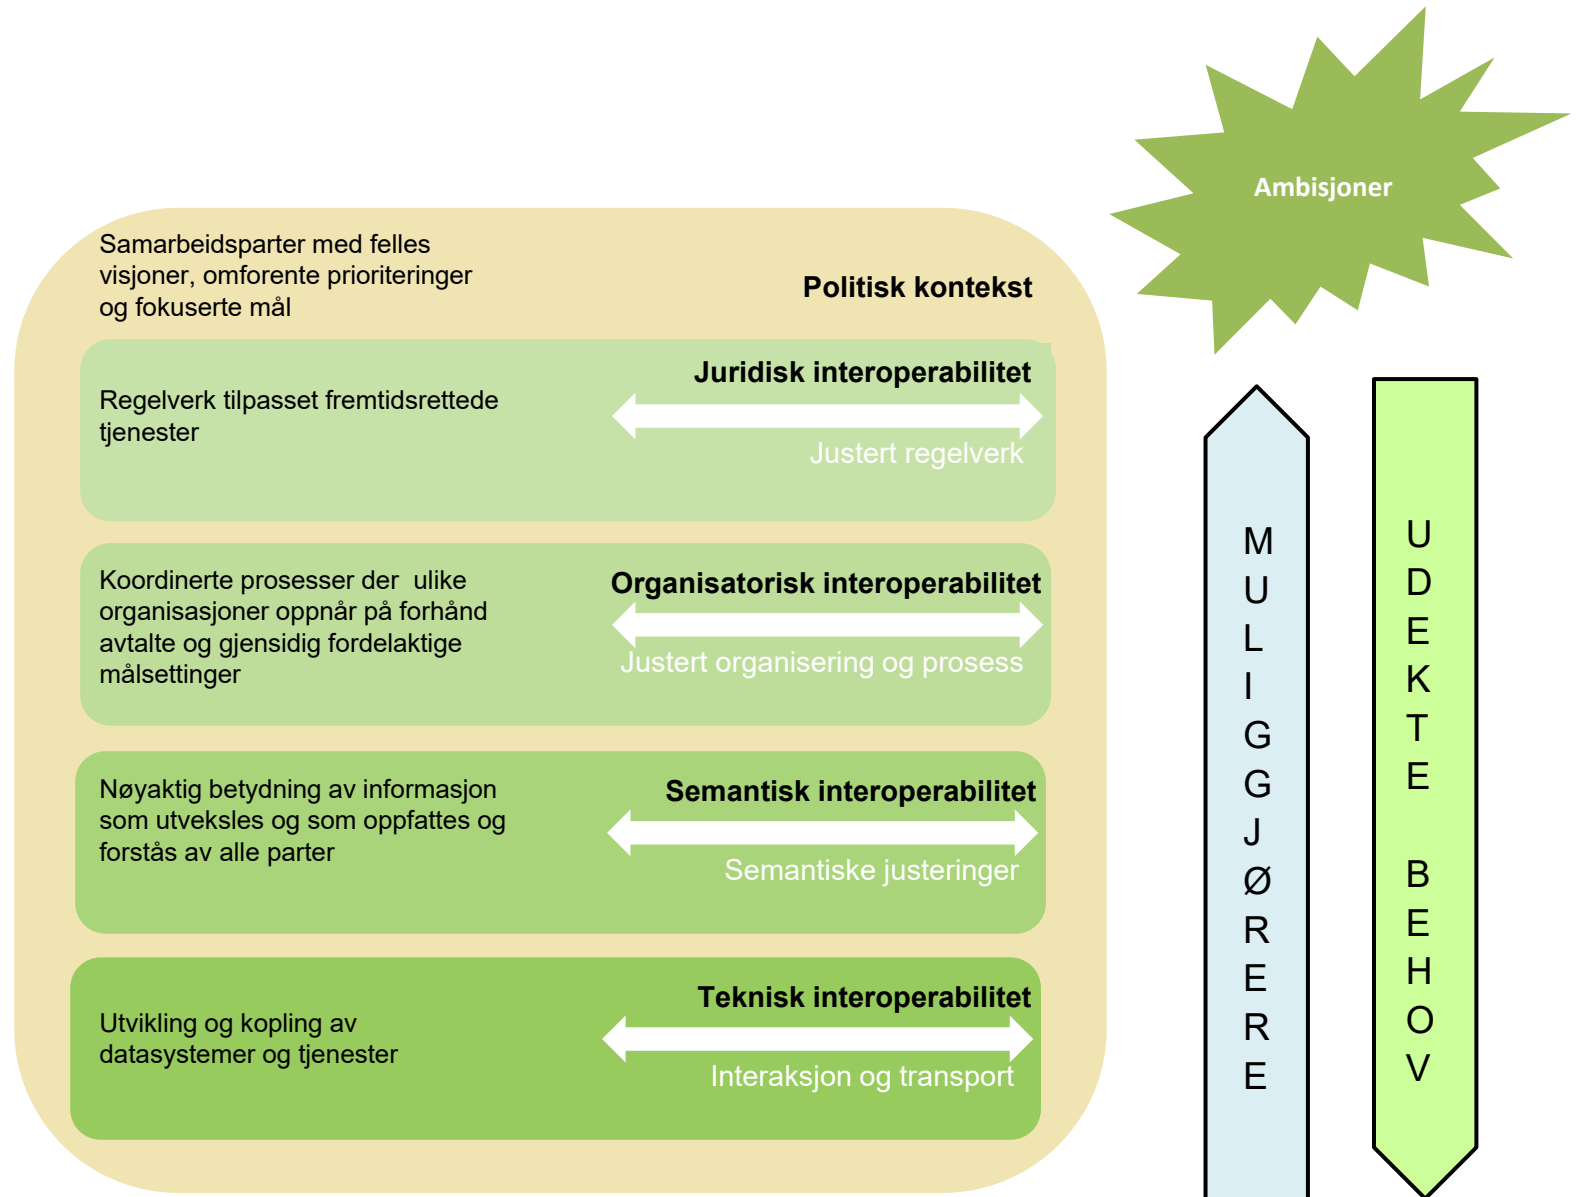 Ambisjoner
Samarbeidsparter med felles
visjoner, omforente prioriteringer
og fokuserte mål
Politisk kontekst
Juridisk interoperabilitet
Regelverk tilpasset fremtidsrettede
tjenester
Justert regelverk
Koordinerte prosesser der  ulike
organisasjoner oppnår på forhånd
avtalte og gjensidig fordelaktige
målsettinger
Organisatorisk interoperabilitet
Justert organisering og prosess
Nøyaktig betydning av informasjon
som utveksles og som oppfattes og
forstås av alle parter
Semantisk interoperabilitet
Semantiske justeringer
Teknisk interoperabilitet
Utvikling og kopling av
datasystemer og tjenester
Interaksjon og transport
MULIGGJØRERE
UDEKTE BEHOV